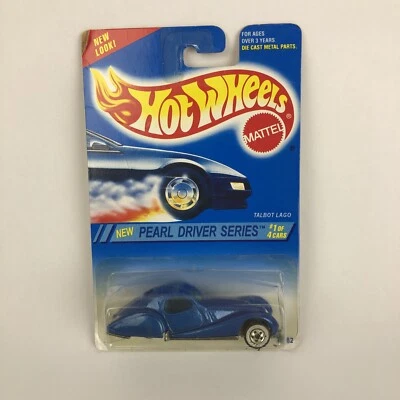 NEW
LOOK!
FOR AGES
OVER 3 YEARS
DIE CAST METAL PARTS.
HOT WHEELS®
MATTEL
TALBOT LAGO
NEW PEARL DRIVER SERIES™ #1 OF
4 CARS